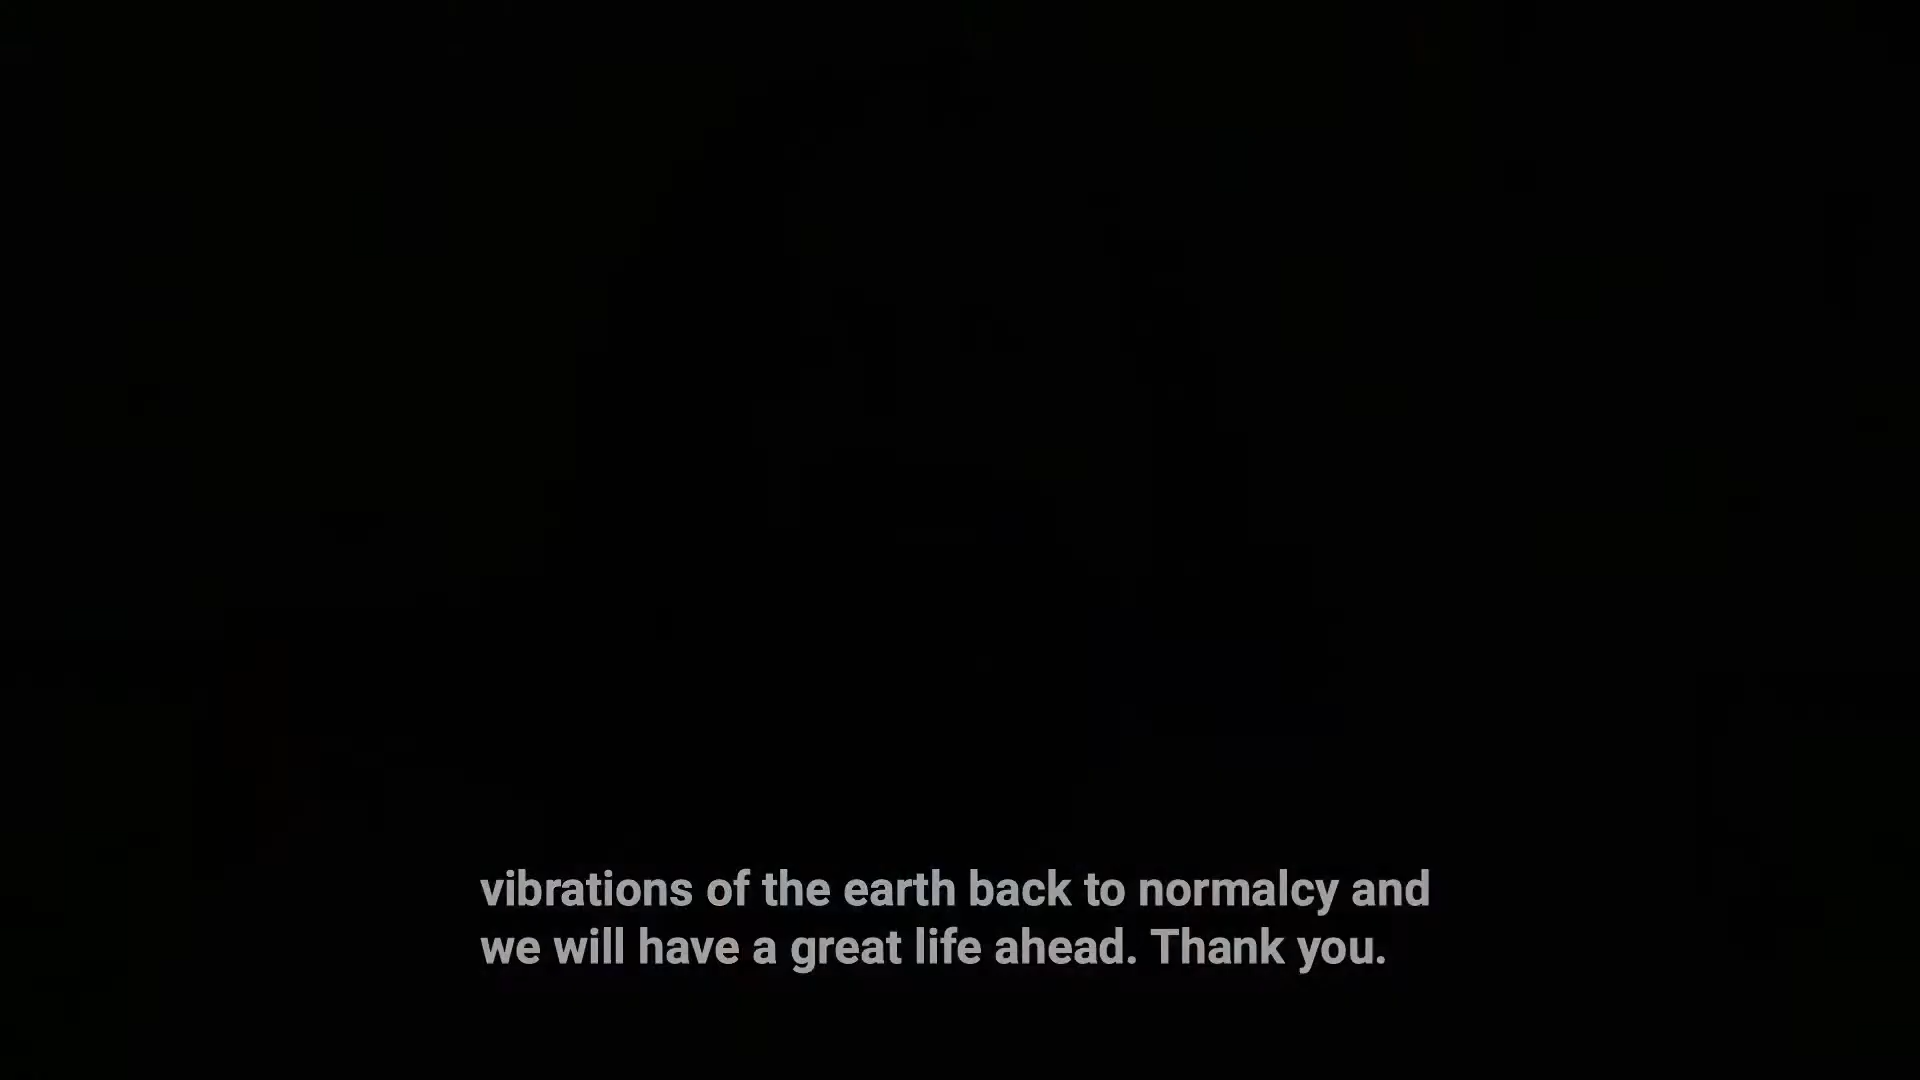 vibrations of the earth back to normalcy and
we will have a great life ahead. Thank you.